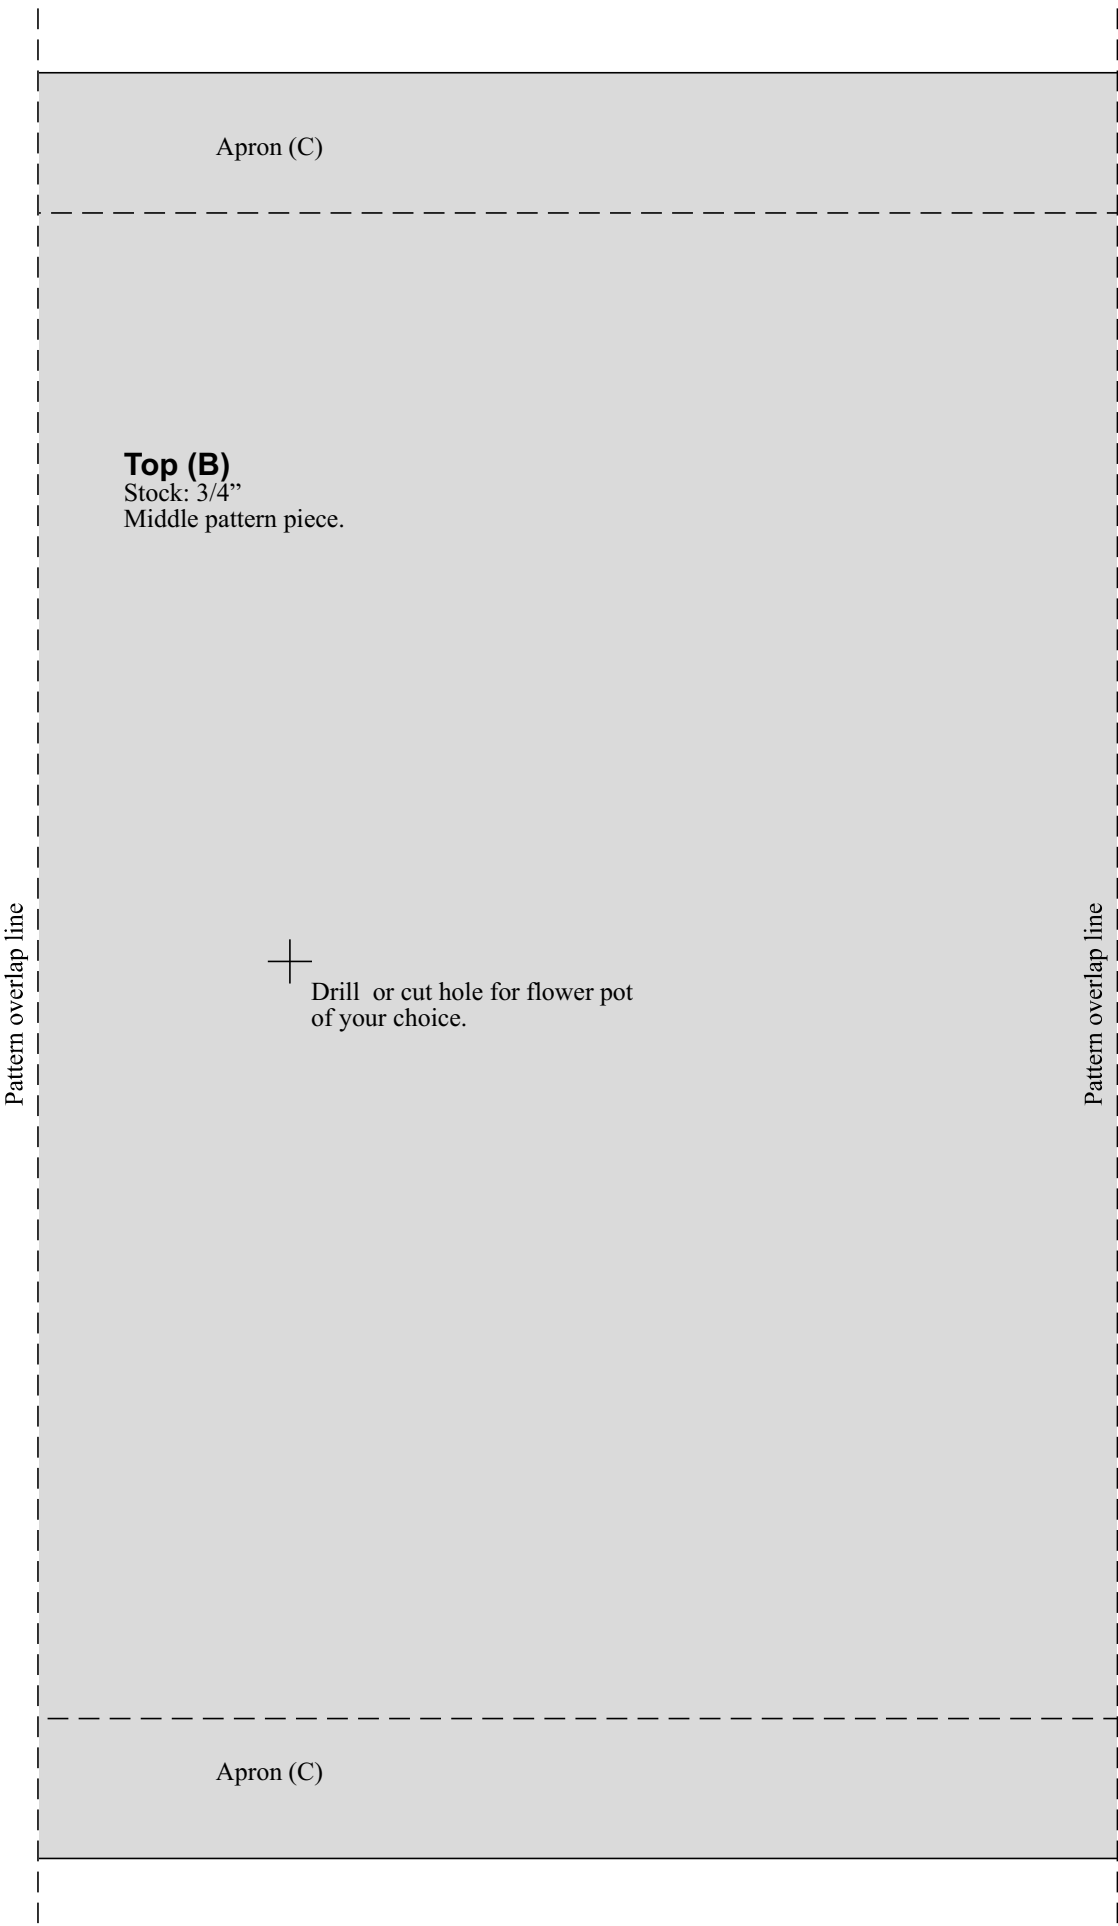 Apron (C)
Top (B)
Stock: 3/4”
Middle pattern piece.
Pattern overlap line
Pattern overlap line
Drill  or cut hole for flower pot
of your choice.
Apron (C)